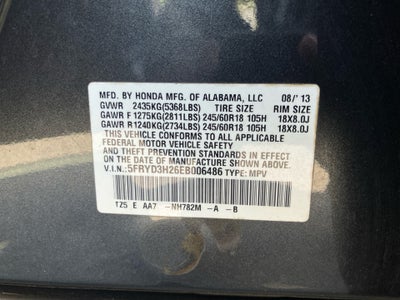 MFD. BY HONDA MFG. OF ALABAMA, LLC 08/'13
GVWR 2435KG(5368LBS) TIRE SIZE RIM SIZE
GAWR F 1275KG(2811LBS) 245/60R18 105H 18X8.0J
GAWR R 1240KG(2734LBS) 245/60R18 105H 18X8.0J
THIS VEHICLE CONFORMS TO ALL APPLICABLE
FEDERAL MOTOR VEHICLE SAFETY
AND THEFT PREVENTION STANDARDS IN EFFECT
ON THE DATE OF MANUFACTURE SHOWN ABOVE.
V.I.N.: 5FRYD3H26EB006486 TYPE: MPV
TZ5 E AA7 -NH782M -A -B